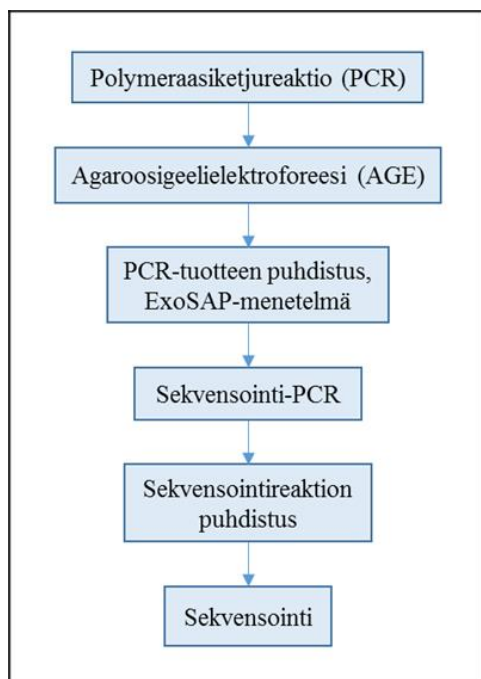 Polymeraasiketjureaktio (PCR)
Agaroosigeelielektroforeesi (AGE)
PCR-tuotteen puhdistus,
ExoSAP-menetelmä
Sekvensointi-PCR
Sekvensointireaktion
puhdistus
Sekvensointi